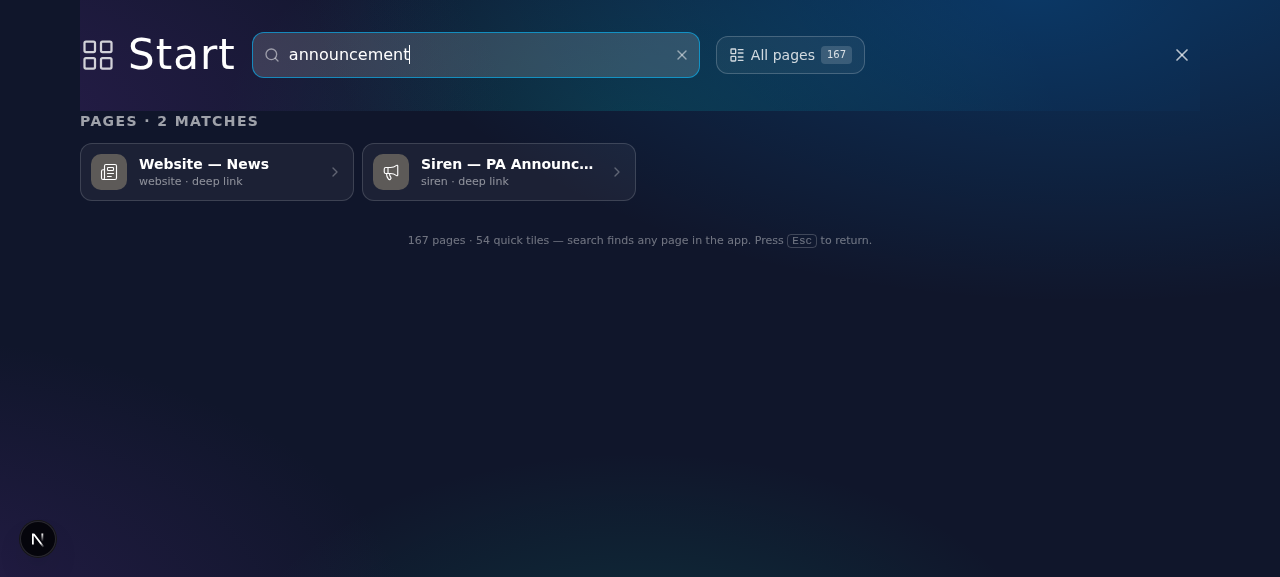 Start
announcement
All pages 167
PAGES · 2 MATCHES
Website — News
website · deep link
Siren — PA Announc...
siren · deep link
167 pages · 54 quick tiles — search finds any page in the app. Press Esc to return.
N